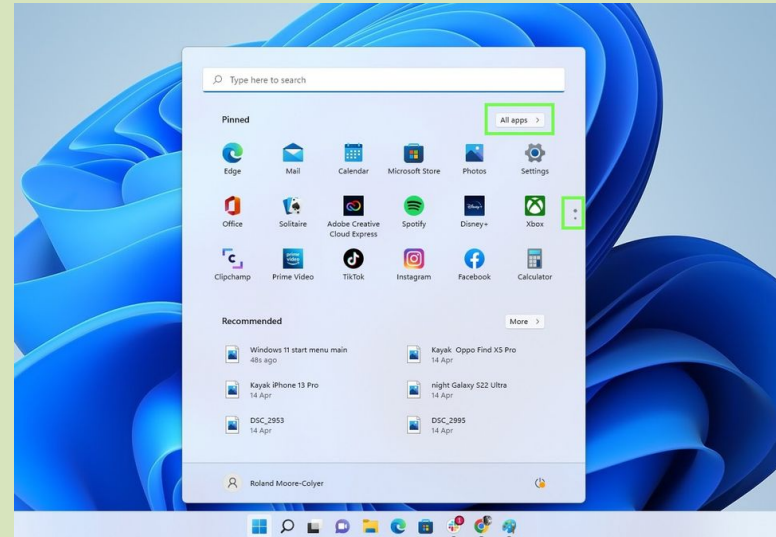 Type here to search
Pinned
All apps >
Edge
Mail
Calendar
Microsoft Store
Photos
Settings
Office
Solitaire
Adobe Creative
Cloud Express
Spotify
Disney+
Xbox
Clipchamp
prime
video
Prime Video
TikTok
Instagram
Facebook
Calculator
Recommended
More >
Windows 11 start menu main
48s ago
Kayak Oppo Find X5 Pro
14 Apr
Kayak iPhone 13 Pro
14 Apr
night Galaxy S22 Ultra
14 Apr
DSC_2953
14 Apr
DSC_2995
14 Apr
Roland Moore-Colyer